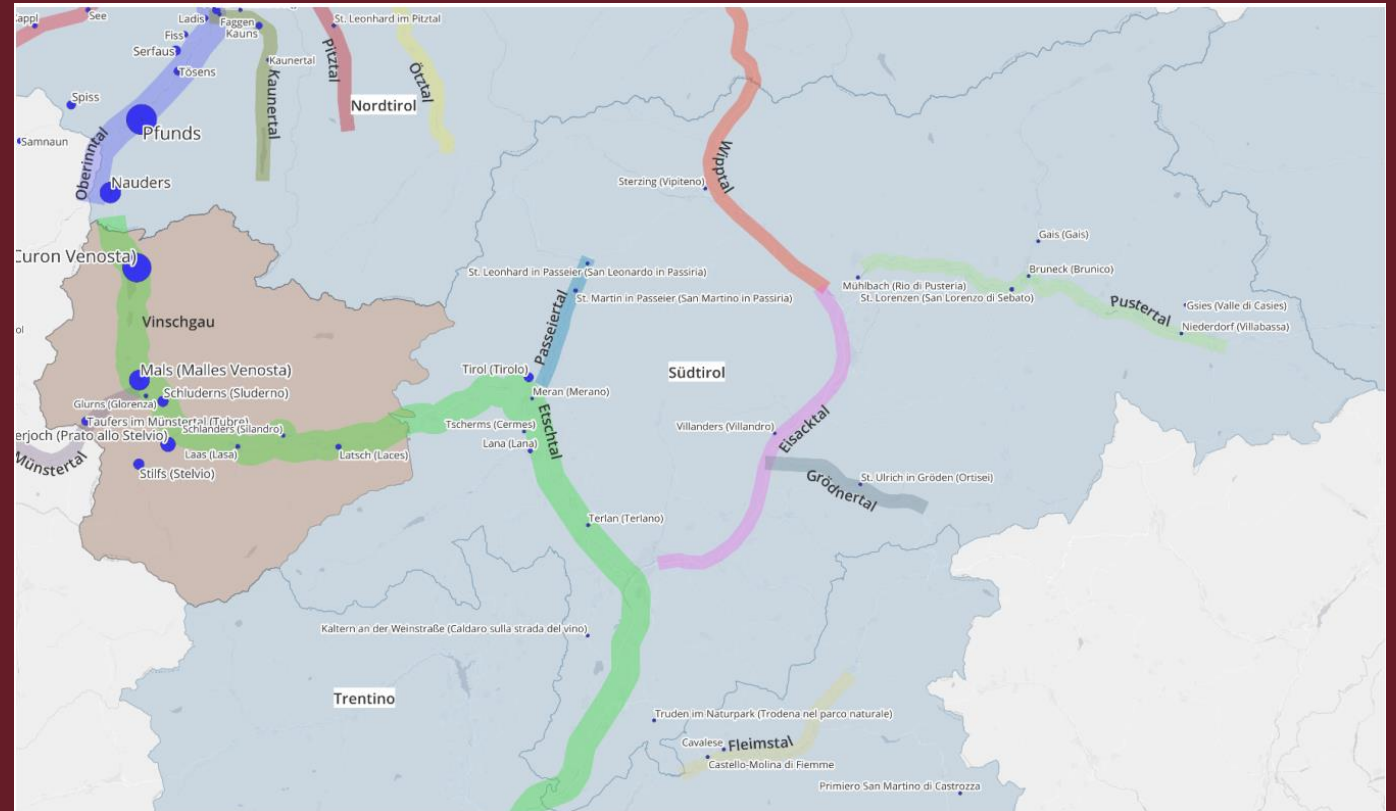 appl
See
Ladis
Faggen
Kauns
St. Leonhard im Pitztal
Fiss
Serfaus
Tösens
Kaunertal
Kaunertal
Pitztal
Ötztal
Nordtirol
Spiss
Samnaun
Pfunds
Oberinntal
Nauders
Wipptal
Sterzing (Vipiteno)
Gais (Gais)
Curon Venosta)
St. Leonhard in Passeier (San Leonardo in Passiria)
Bruneck (Brunico)
Mühlbach (Rio di Pusteria)
St. Martin in Passeier (San Martino in Passiria)
St. Lorenzen (San Lorenzo di Sebato)
Pustertal
Gsies (Valle di Casies)
Niederdorf (Villabassa)
Vinschgau
ol
Passeiertal
Mals (Malles Venosta)
Tirol (Tirolo)
Südtirol
Schluderns (Sluderno)
Meran (Merano)
Glurns (Glorenza)
Taufers im Münstertal (Tubre)
Schlanders (Silandro)
Tscherms (Cermes)
Etschtal
Villanders (Villandro)
Eisacktal
erjoch (Prato allo Stelvio)
Lana (Lana)
Laas (Lasa)
Latsch (Laces)
Münstertal
Stilfs (Stelvio)
Grödnertal
St. Ulrich in Gröden (Ortisei)
Terlan (Terlano)
Kaltern an der Weinstraße (Caldaro sulla strada del vino)
Trentino
Truden im Naturpark (Trodena nel parco naturale)
Cavalese
Fleimstal
Castello-Molina di Fiemme
Primiero San Martino di Castrozza